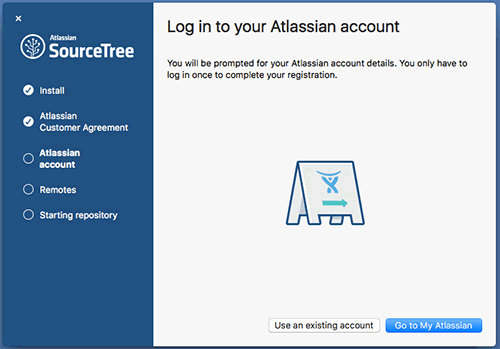 Atlassian
SourceTree
Install
Atlassian
Customer Agreement
Atlassian
account
Remotes
Starting repository
Log in to your Atlassian account
You will be prompted for your Atlassian account details. You only have to
log in once to complete your registration.
Use an existing account
Go to My Atlassian